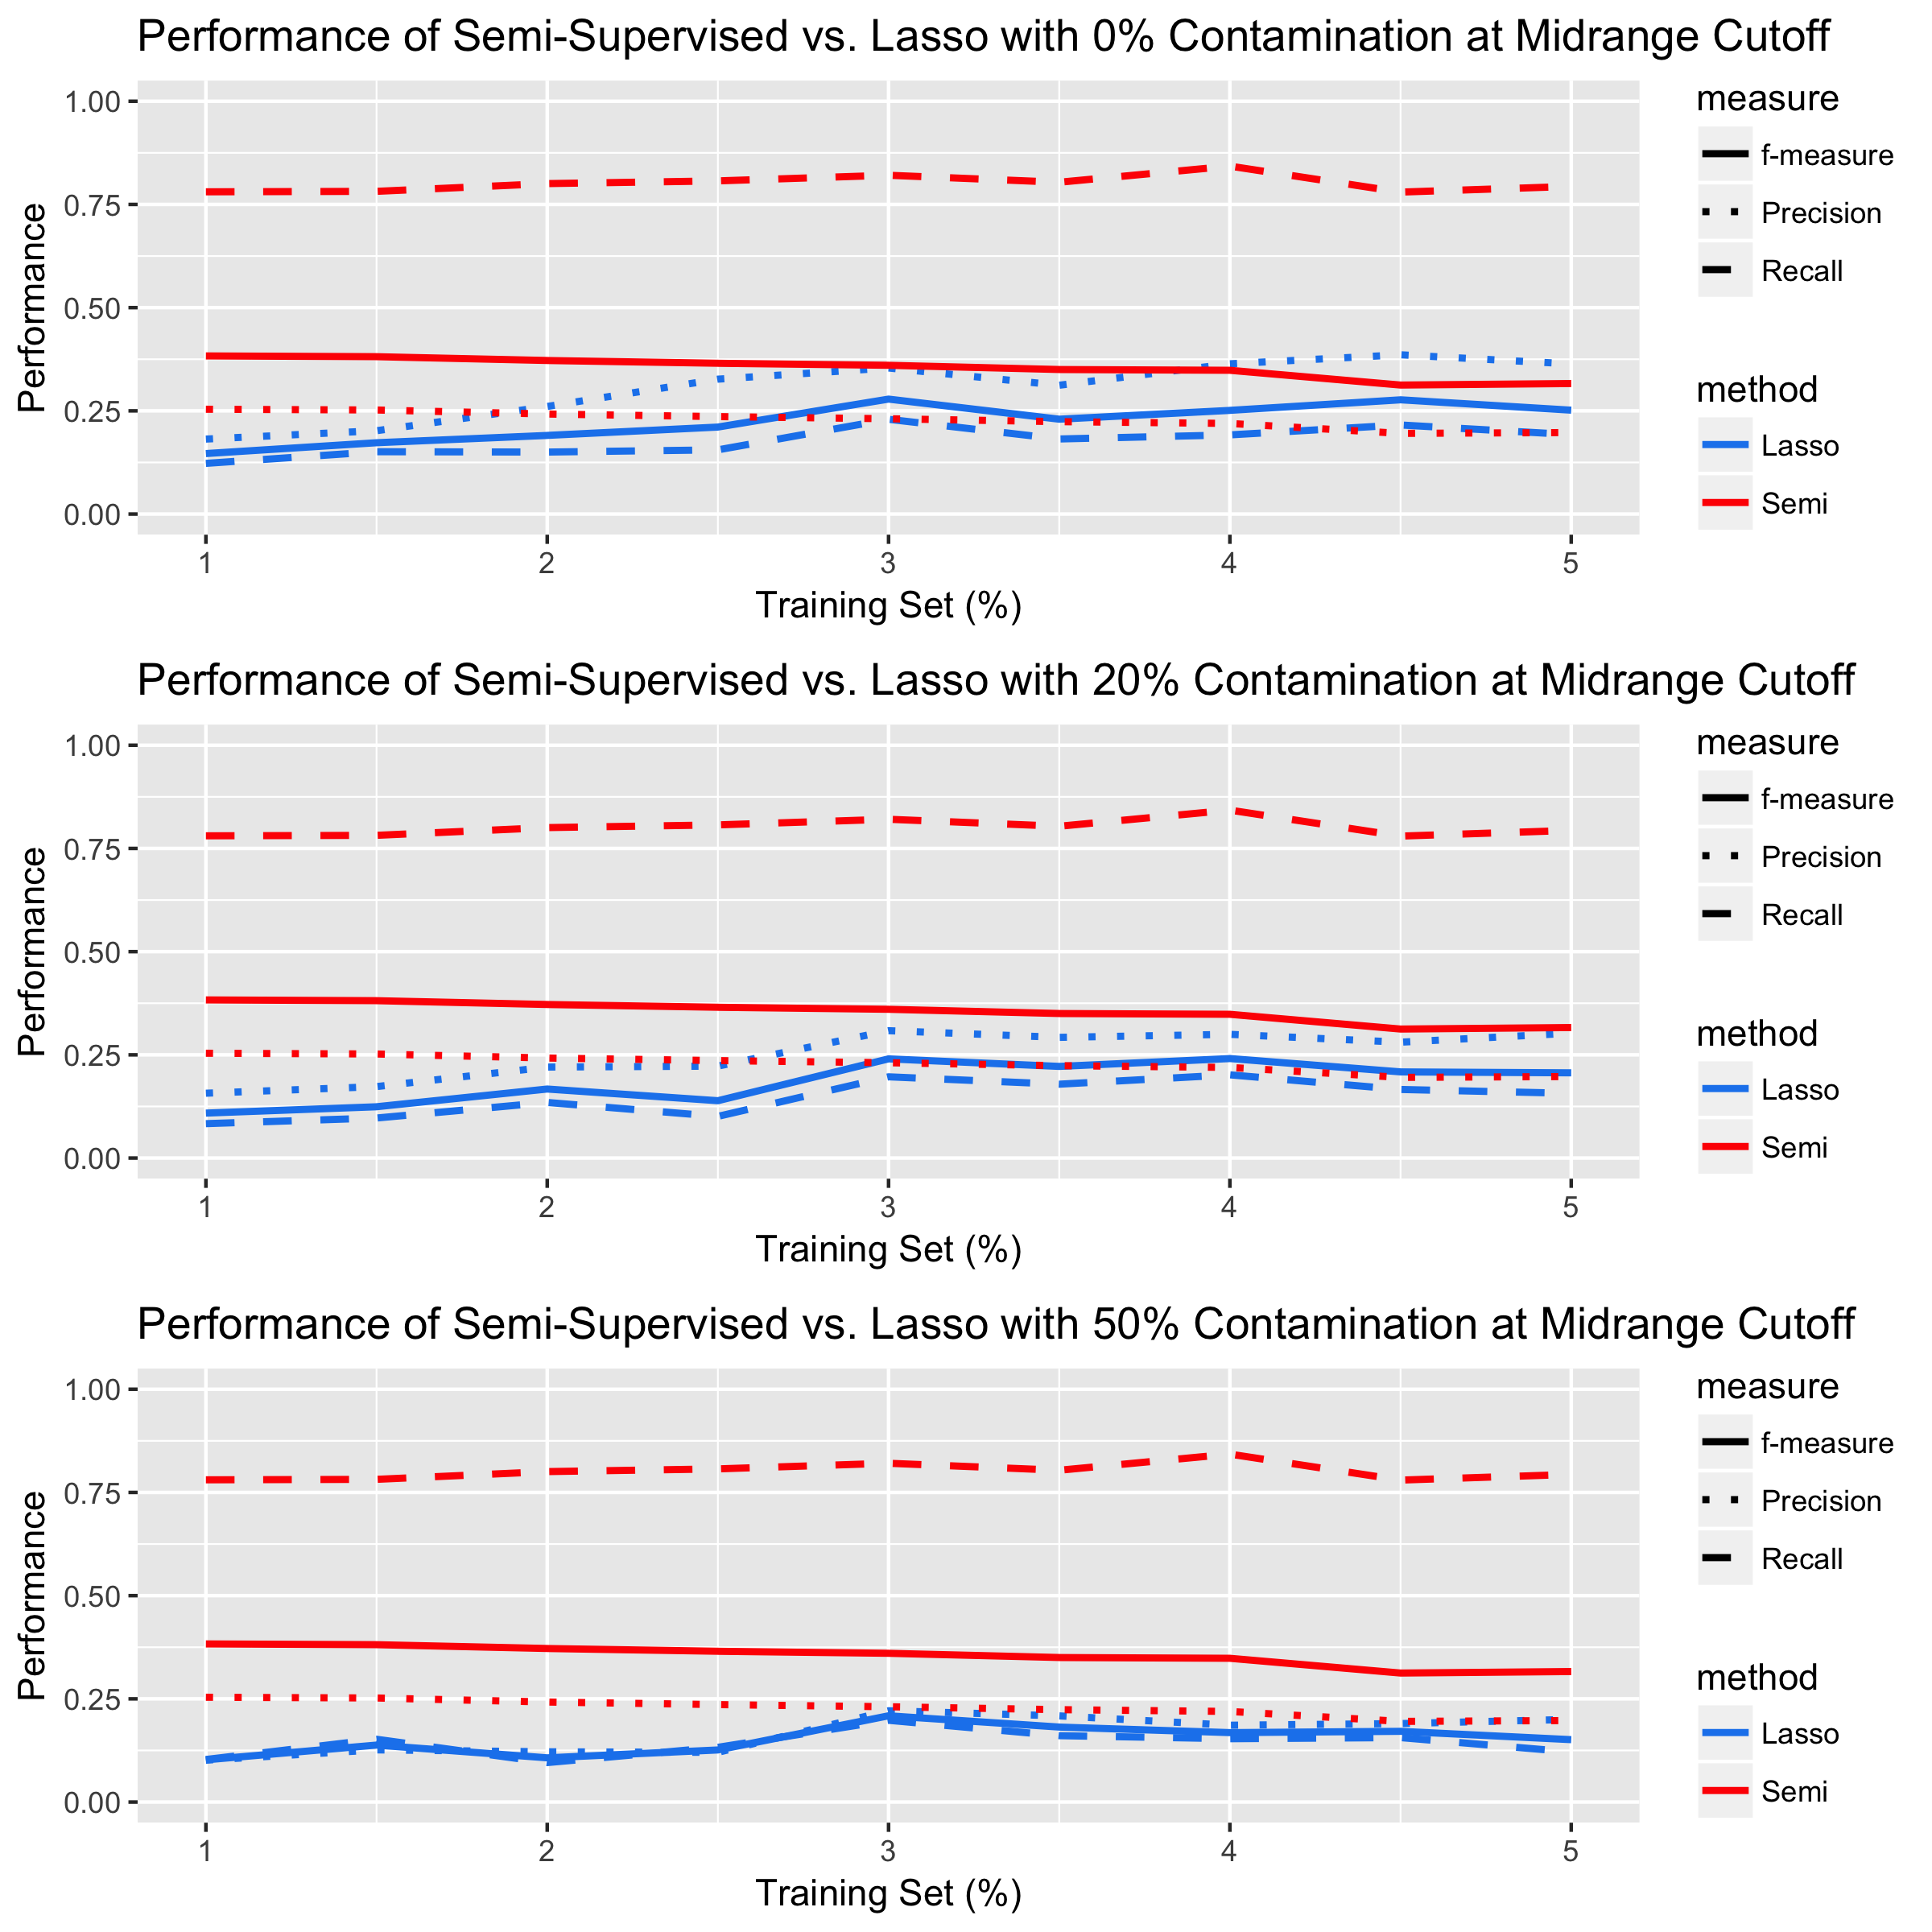 Performance of Semi-Supervised vs. Lasso with 0% Contamination at Midrange Cutoff
Performance
1.00
0.75
0.50
0.25
0.00
1 2 3 4 5
Training Set (%)
measure
f-measure
Precision
Recall
method
Lasso
Semi
Performance of Semi-Supervised vs. Lasso with 20% Contamination at Midrange Cutoff
Performance
1.00
0.75
0.50
0.25
0.00
1 2 3 4 5
Training Set (%)
measure
f-measure
Precision
Recall
method
Lasso
Semi
Performance of Semi-Supervised vs. Lasso with 50% Contamination at Midrange Cutoff
Performance
1.00
0.75
0.50
0.25
0.00
1 2 3 4 5
Training Set (%)
measure
f-measure
Precision
Recall
method
Lasso
Semi